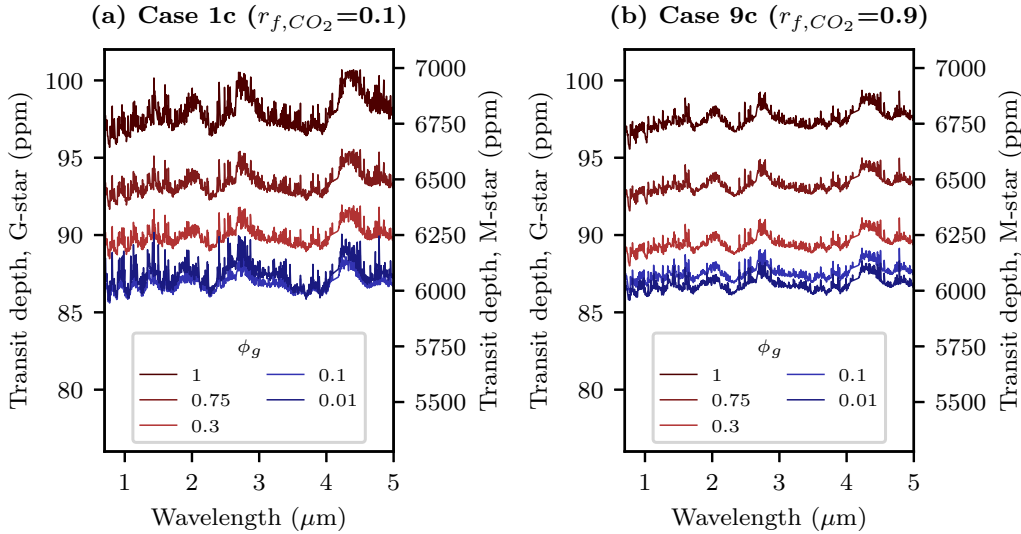 (a) Case 1c (r_{f,CO_2}=0.1)
Transit depth, G-star (ppm)
100
95
90
85
80
7000
6750
6500
6250
6000
5750
5500
Transit depth, M-star (ppm)
ϕ_g
1
0.75
0.3
0.1
0.01
1 2 3 4 5
Wavelength (μm)
(b) Case 9c (r_{f,CO_2}=0.9)
Transit depth, G-star (ppm)
100
95
90
85
80
7000
6750
6500
6250
6000
5750
5500
Transit depth, M-star (ppm)
ϕ_g
1
0.75
0.3
0.1
0.01
1 2 3 4 5
Wavelength (μm)